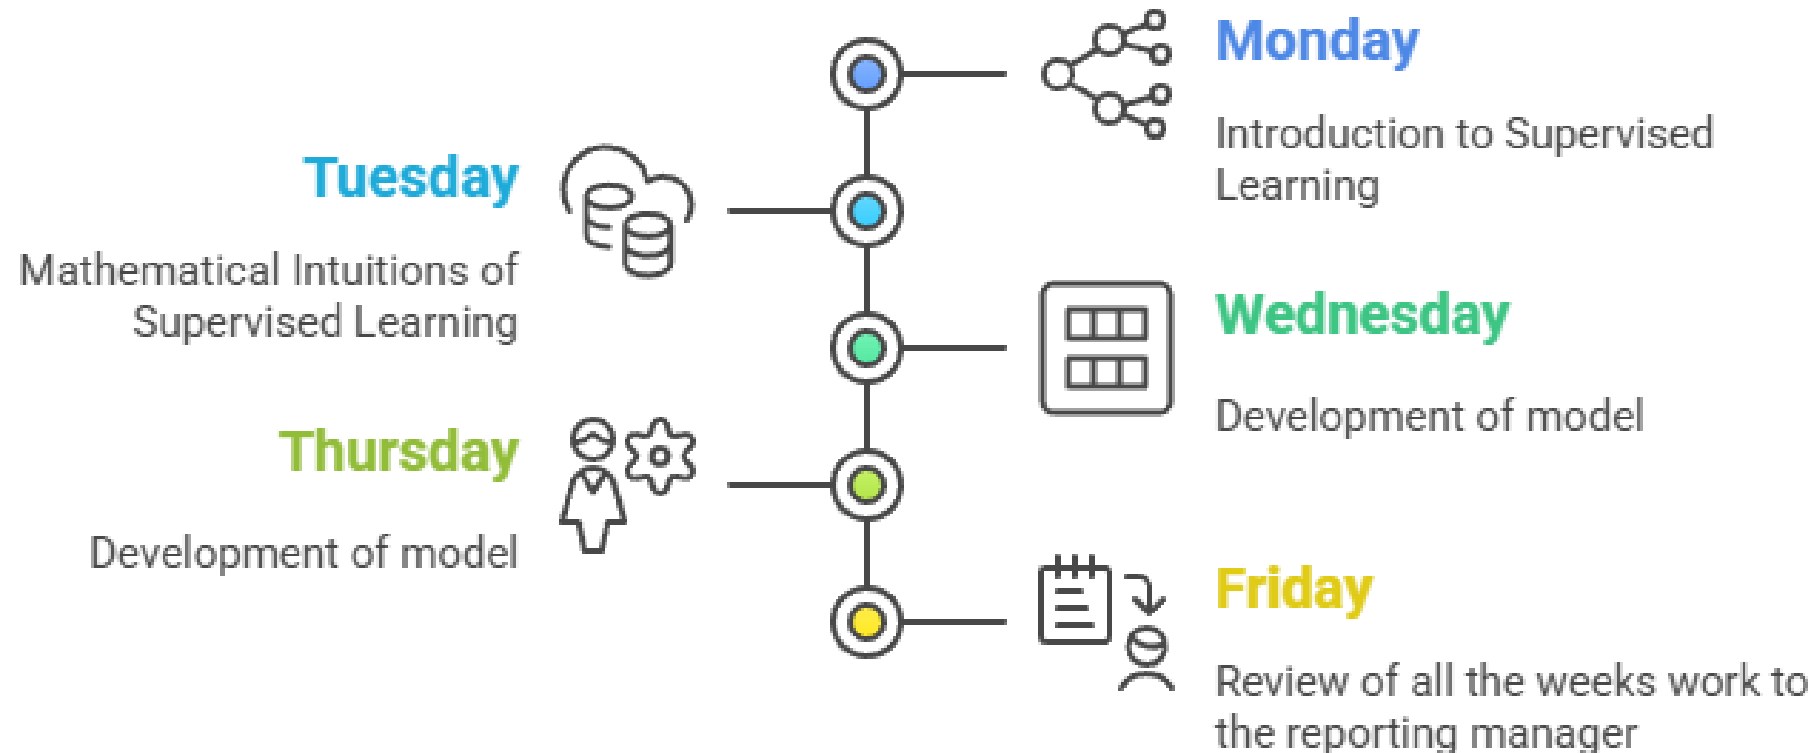 Monday
Introduction to Supervised
Learning
Tuesday
Mathematical Intuitions of
Supervised Learning
Wednesday
Development of model
Thursday
Development of model
Friday
Review of all the weeks work to
the reporting manager